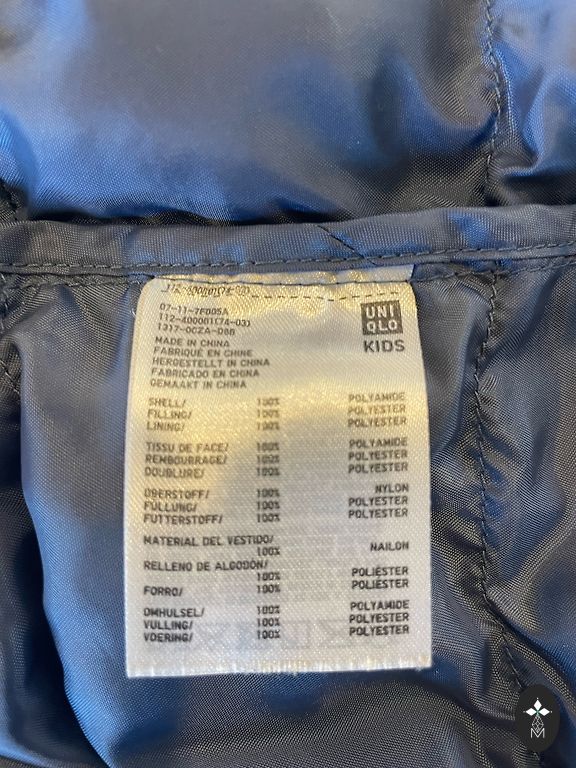 07-11-7F005A
112-400001(74-03)
1317-0CZA-D88
UNI
QLO
KIDS
MADE IN CHINA
FABRIQUÉ EN CHINE
HERGESTELLT IN CHINA
FABRICADO EN CHINA
GEMAAKT IN CHINA
SHELL/ 100% POLYAMIDE
FILLING/ 100% POLYESTER
LINING/ 100% POLYESTER
TISSU DE FACE/ 100% POLYAMIDE
REMBOURRAGE/ 100% POLYESTER
DOUBLURE/ 100% POLYESTER
OBERSTOFF/ 100% NYLON
FÜLLUNG/ 100% POLYESTER
FUTTERSTOFF/ 100% POLYESTER
MATERIAL DEL VESTIDO/
100% NAILON
RELLENO DE ALGODÓN/
100% POLIÉSTER
FORRO/ 100% POLIÉSTER
OMHULSEL/ 100% POLYAMIDE
VULLING/ 100% POLYESTER
VOERING/ 100% POLYESTER